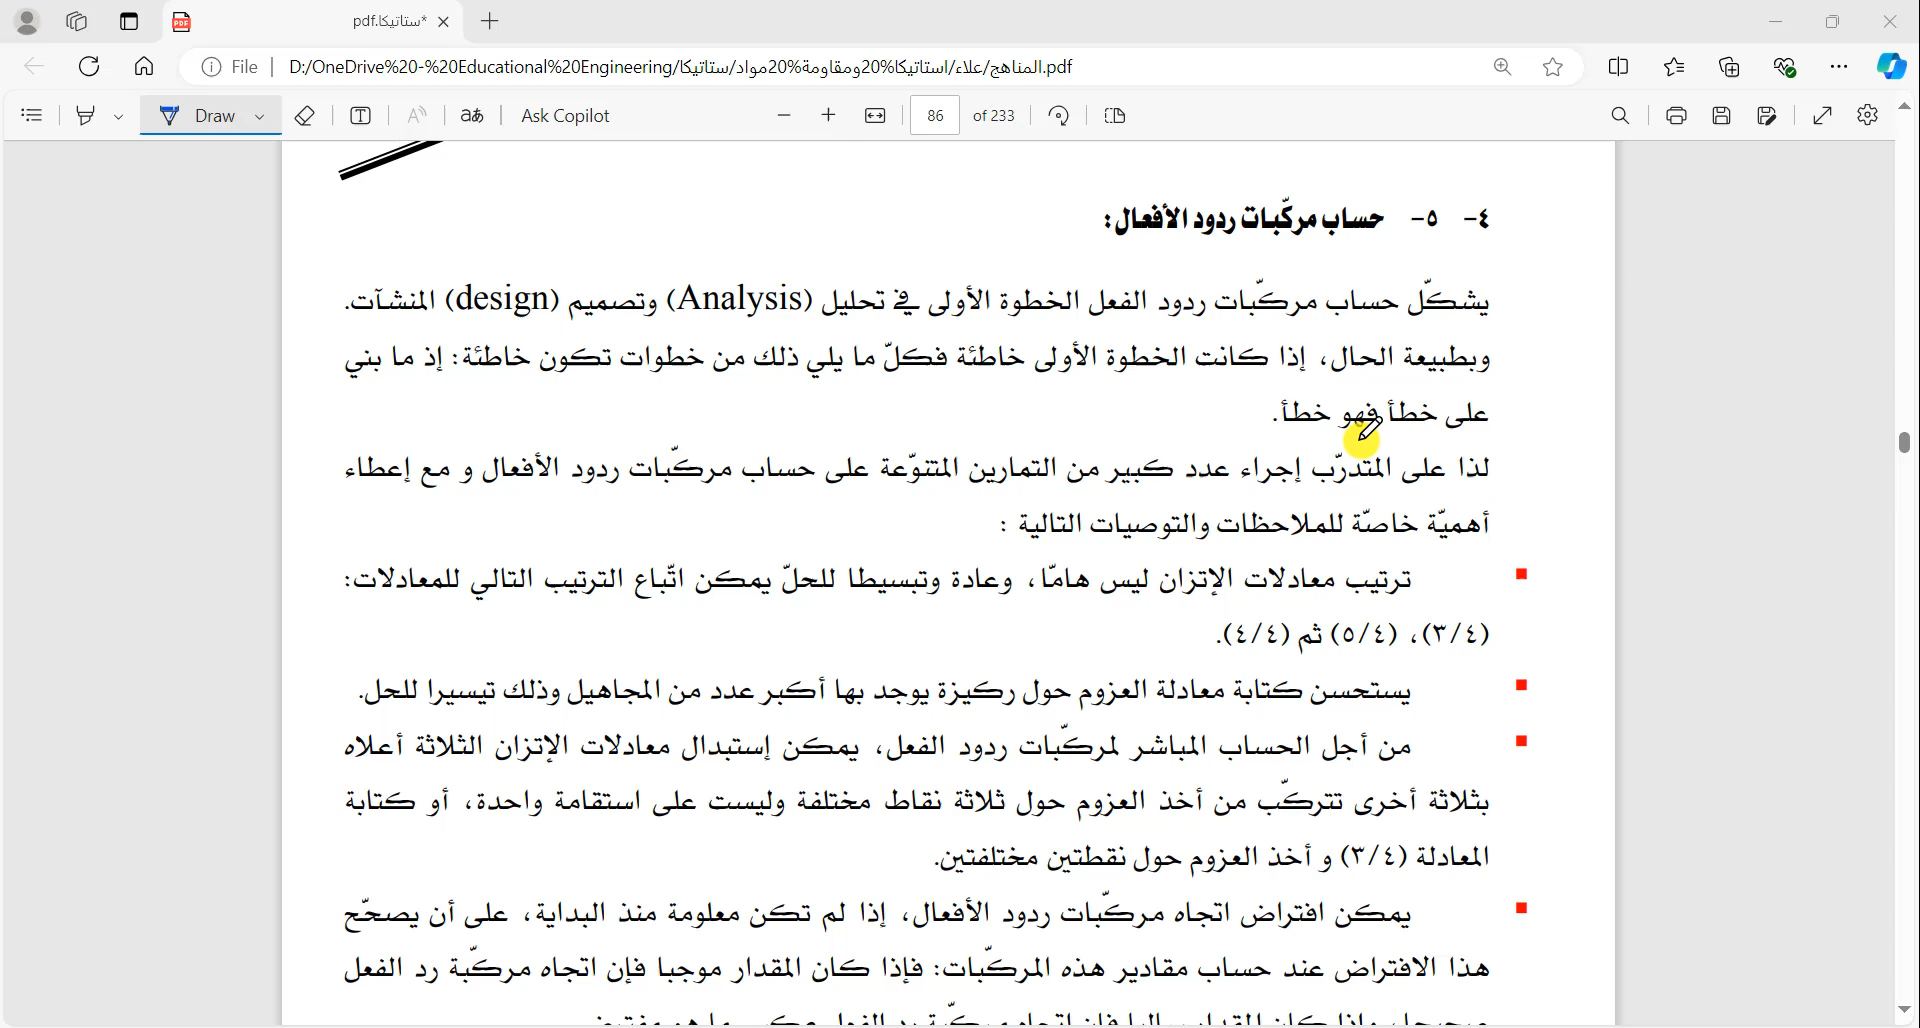 ستاتيكا.pdf*
File
D:/OneDrive%20-%20Educational%20Engineering/المناهج/علاء/استاتيكا%20ومقاومة%20مواد/ستاتيكا.pdf
Draw
aあ
Ask Copilot
86 of 233
٤- ٥- حساب مركّبات ردود الأفعال:
يشكّل حساب مركّبات ردود الفعل الخطوة الأولى في تحليل (Analysis) وتصميم (design) المنشآت.
وبطبيعة الحال، إذا كانت الخطوة الأولى خاطئة فكلّ ما يلي ذلك من خطوات تكون خاطئة: إذ ما بني
على خطأ فهو خطأ.
لذا على المتدرّب إجراء عدد كبير من التمارين المتنوّعة على حساب مركّبات ردود الأفعال و مع إعطاء
أهميّة خاصّة للملاحظات والتوصيات التالية :
ترتيب معادلات الإتزان ليس هامّا، وعادة وتبسيطا للحلّ يمكن اتّباع الترتيب التالي للمعادلات:
(٣/٤)، (٥/٤) ثم (٤/٤).
يستحسن كتابة معادلة العزوم حول ركيزة يوجد بها أكبر عدد من المجاهيل وذلك تيسيرا للحل.
من أجل الحساب المباشر لمركّبات ردود الفعل، يمكن إستبدال معادلات الإتزان الثلاثة أعلاه
بثلاثة أخرى تتركّب من أخذ العزوم حول ثلاثة نقاط مختلفة وليست على استقامة واحدة، أو كتابة
المعادلة (٣/٤) و أخذ العزوم حول نقطتين مختلفتين.
يمكن افتراض اتجاه مركّبات ردود الأفعال، إذا لم تكن معلومة منذ البداية، على أن يصحّح
هذا الافتراض عند حساب مقادير هذه المركّبات: فإذا كان المقدار موجبا فإن اتجاه مركّبة رد الفعل